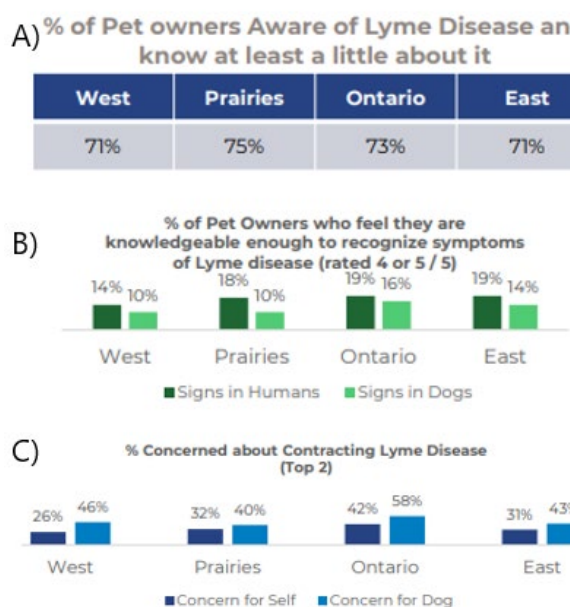 A) % of Pet owners Aware of Lyme Disease an
know at least a little about it
West Prairies Ontario East
71% 75% 73% 71%
B) % of Pet Owners who feel they are
knowledgeable enough to recognize symptoms
of Lyme disease (rated 4 or 5 / 5)
14% 10% 18% 10% 19% 16% 19% 14%
West Prairies Ontario East
Signs in Humans Signs in Dogs
C) % Concerned about Contracting Lyme Disease
(Top 2)
26% 46% 32% 40% 42% 58% 31% 43%
West Prairies Ontario East
Concern for Self Concern for Dog